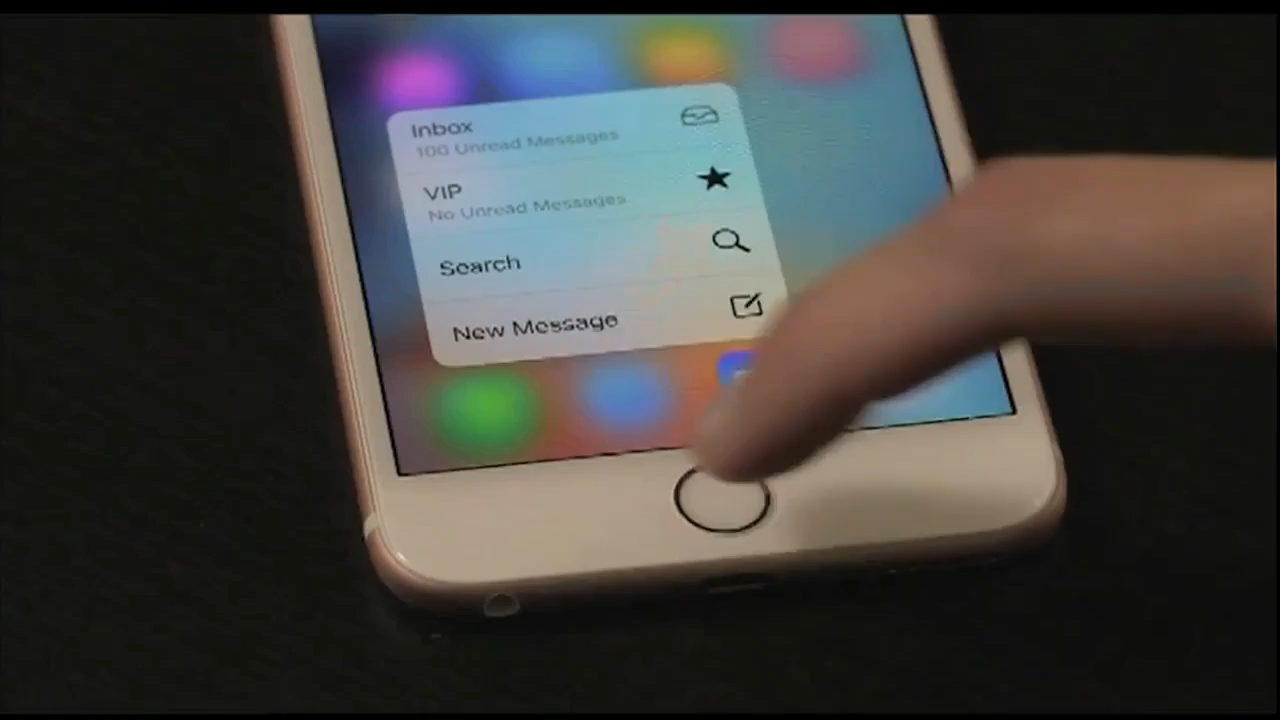 Inbox
100 Unread Messages
VIP
No Unread Messages
Search
New Message